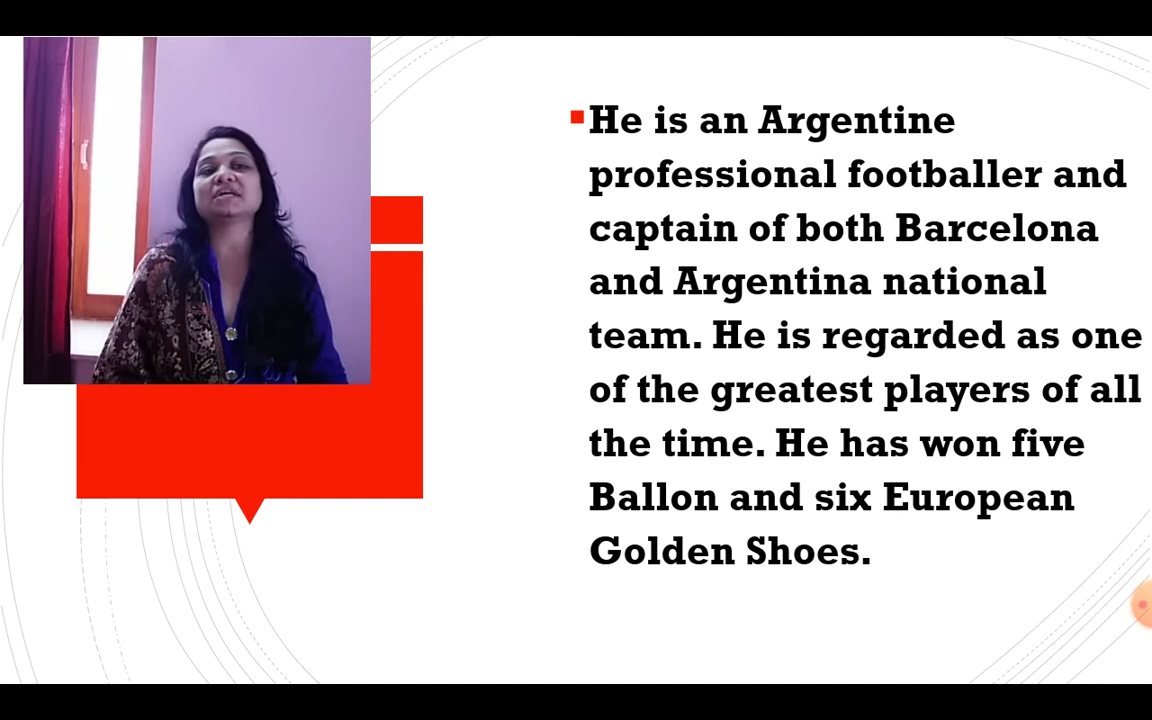 He is an Argentine
professional footballer and
captain of both Barcelona
and Argentina national
team. He is regarded as one
of the greatest players of all
the time. He has won five
Ballon and six European
Golden Shoes.